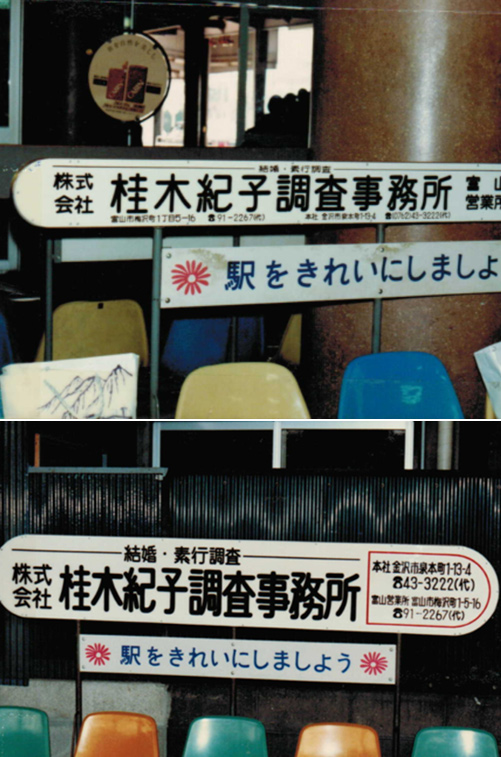 結婚・素行調査
株式会社 桂木紀子調査事務所 富山営業所
富山市梅沢町1丁目5-16 ☎91-2267(代) 本社 金沢市泉本町1-13-4 ☎(0762)43-3222(代)
駅をきれいにしましょ
結婚・素行調査
株式会社 桂木紀子調査事務所
本社 金沢市泉本町1-13-4
☎43-3222(代)
富山営業所 富山市梅沢町1-5-16
☎91-2267(代)
駅をきれいにしましょう